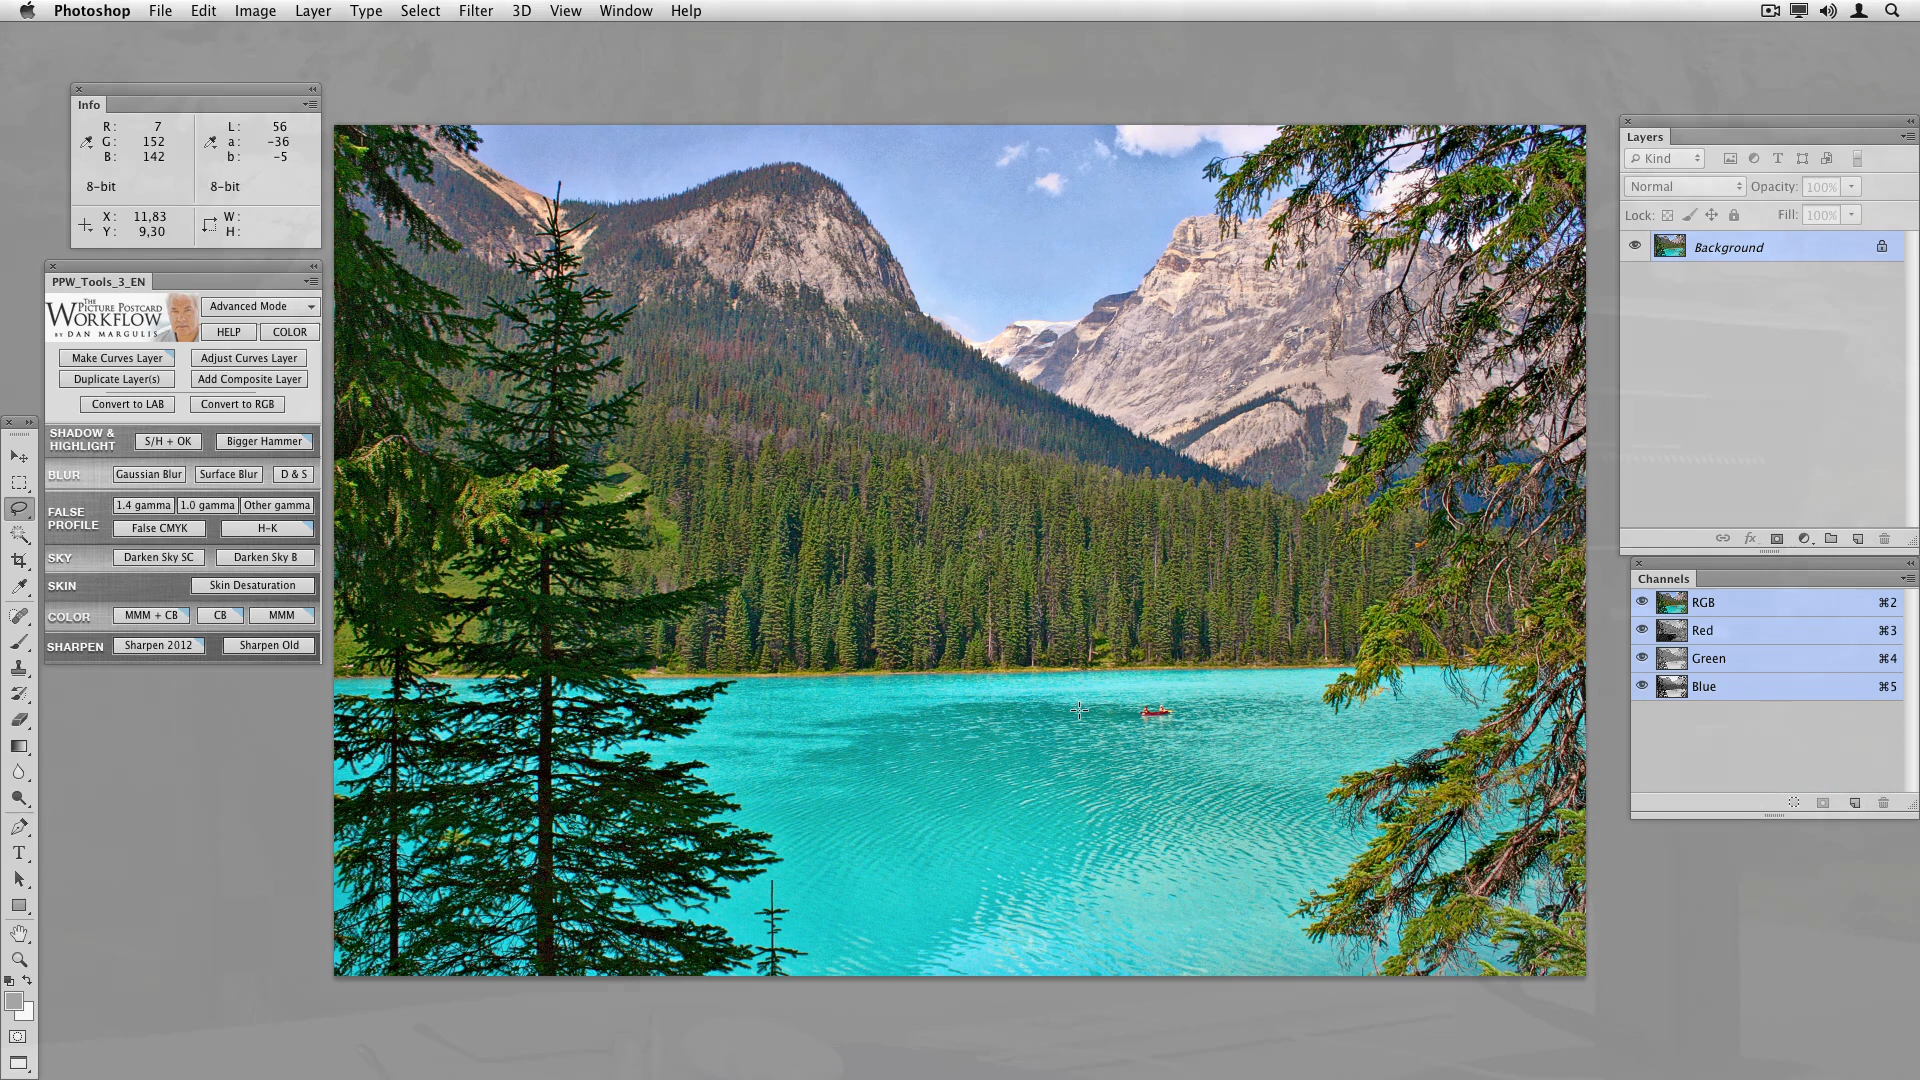 Photoshop File Edit Image Layer Type Select Filter 3D View Window Help
Info
R: 7 L: 56
G: 152 a: -36
B: 142 b: -5
8-bit 8-bit
X: 11,83 W:
Y: 9,30 H:
PPW_Tools_3_EN
THE
PICTURE POSTCARD
WORKFLOW
BY DAN MARGULIS
Advanced Mode
HELP COLOR
Make Curves Layer Adjust Curves Layer
Duplicate Layer(s) Add Composite Layer
Convert to LAB Convert to RGB
SHADOW &
HIGHLIGHT
S/H + OK Bigger Hammer
BLUR Gaussian Blur Surface Blur D & S
FALSE
PROFILE
1.4 gamma 1.0 gamma Other gamma
False CMYK H-K
SKY Darken Sky SC Darken Sky B
SKIN Skin Desaturation
COLOR MMM + CB CB MMM
SHARPEN Sharpen 2012 Sharpen Old
T
Layers
Kind T
Normal Opacity: 100%
Lock: Fill: 100%
Background
fx
Channels
RGB ⌘2
Red ⌘3
Green ⌘4
Blue ⌘5